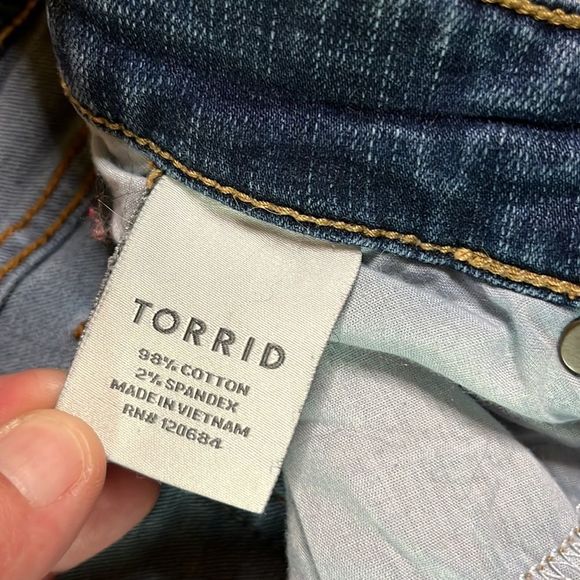 TORRID
98% COTTON
2% SPANDEX
MADE IN VIETNAM
RN# 120684